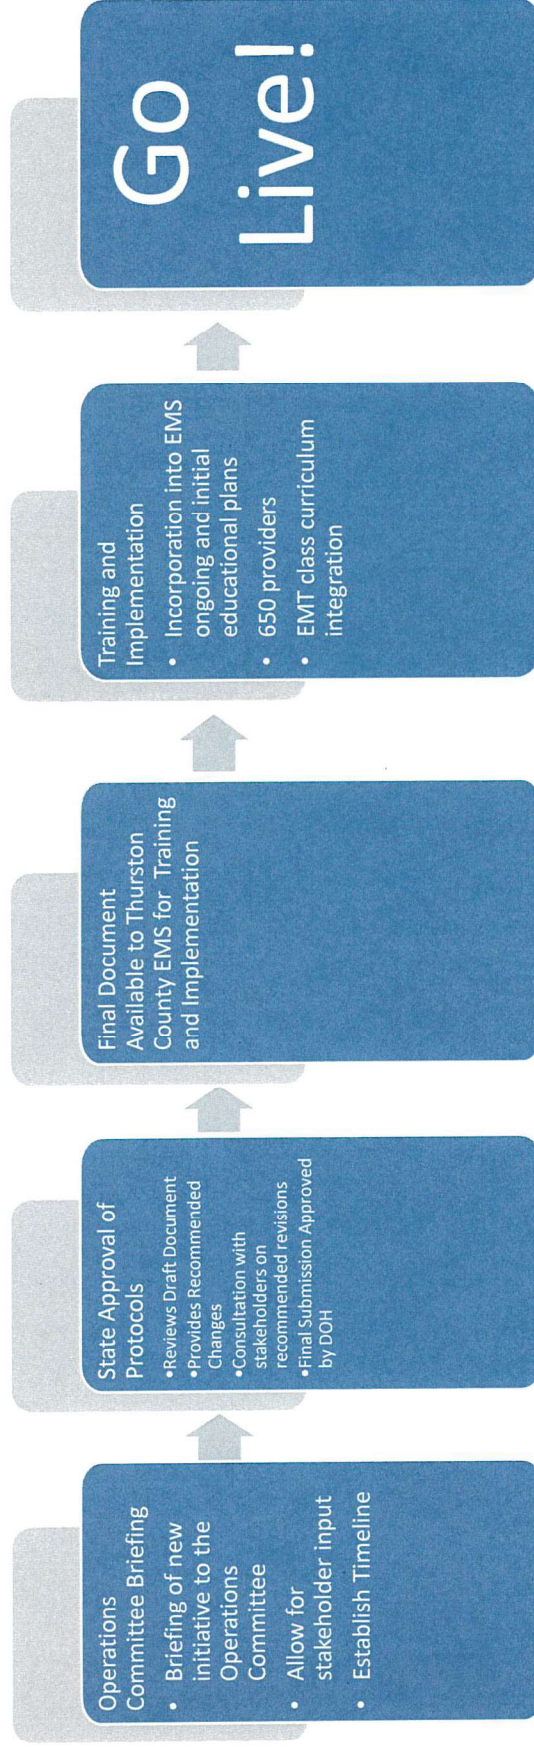 Operations
Committee Briefing
• Briefing of new
initiative to the
Operations
Committee
• Allow for
stakeholder input
• Establish Timeline
State Approval of
Protocols
•Reviews Draft Document
•Provides Recommended
Changes
•Consultation with
stakeholders on
recommended revisions
•Final Submission Approved
by DOH
Final Document
Available to Thurston
County EMS for Training
and Implementation
Training and
Implementation
• Incorporation into EMS
ongoing and initial
educational plans
• 650 providers
• EMT class curriculum
integration
Go
Live!